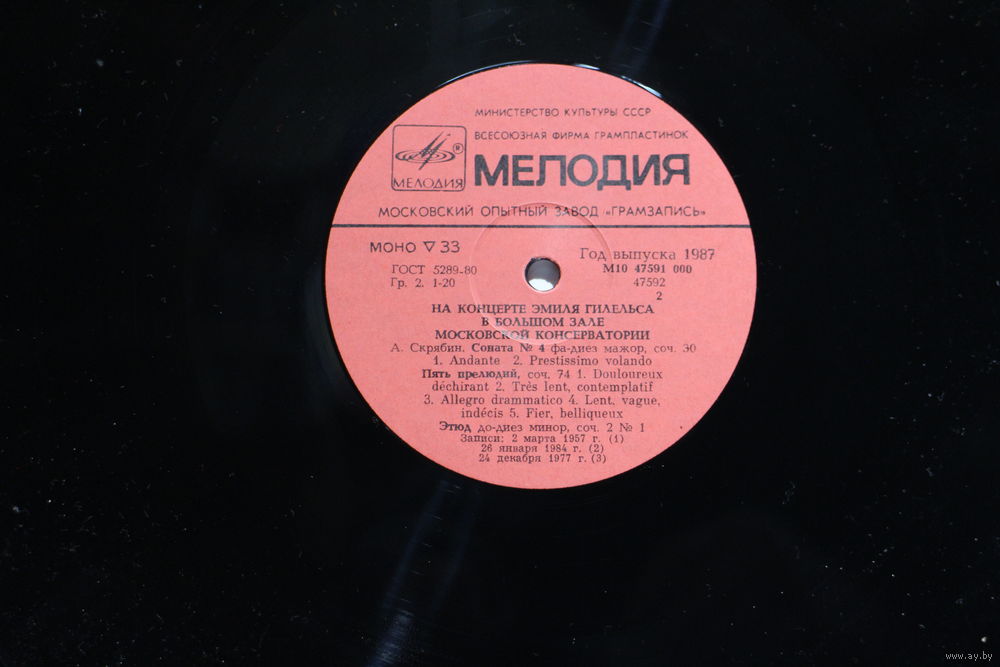 МИНИСТЕРСТВО КУЛЬТУРЫ СССР
ВСЕСОЮЗНАЯ ФИРМА ГРАМПЛАСТИНОК
®
МЕЛОДИЯ
МЕЛОДИЯ
МОСКОВСКИЙ ОПЫТНЫЙ ЗАВОД «ГРАМЗАПИСЬ»
МОНО ▽ 33
Год выпуска 1987
ГОСТ 5289-80
М10 47591 000
Гр. 2. 1-20
47592
2
НА КОНЦЕРТЕ ЭМИЛЯ ГИЛЕЛЬСА
В БОЛЬШОМ ЗАЛЕ
МОСКОВСКОЙ КОНСЕРВАТОРИИ
А. Скрябин. Соната № 4 фа-диез мажор, соч. 30
1. Andante 2. Prestissimo volando
Пять прелюдий, соч. 74 1. Douloureux
déchirant 2. Très lent, contemplatif
3. Allegro drammatico 4. Lent, vague,
indécis 5. Fier, belliqueux
Этюд до-диез минор, соч. 2 № 1
Записи: 2 марта 1957 г. (1)
26 января 1984 г. (2)
24 декабря 1977 г. (3)
www.ay.by